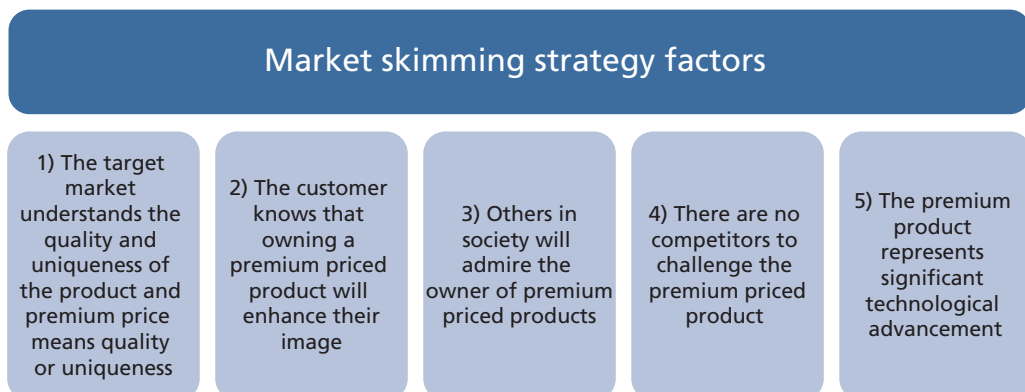 Market skimming strategy factors
1) The target
market
understands the
quality and
uniqueness of
the product and
premium price
means quality
or uniqueness
2) The customer
knows that
owning a
premium priced
product will
enhance their
image
3) Others in
society will
admire the
owner of premium
priced products
4) There are no
competitors to
challenge the
premium priced
product
5) The premium
product
represents
significant
technological
advancement